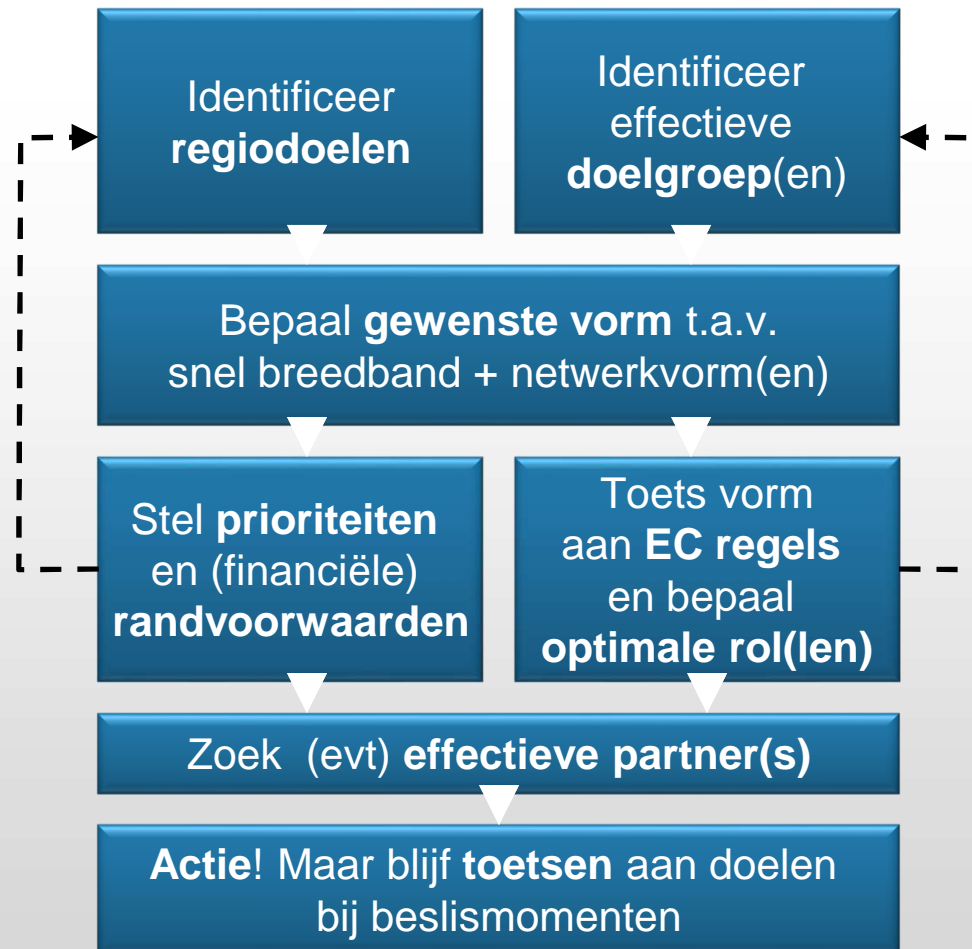 Identificeer
regiodoelen
Identificeer
effectieve
doelgroep(en)
Bepaal gewenste vorm t.a.v.
snel breedband + netwerkvorm(en)
Stel prioriteiten
en (financiële)
randvoorwaarden
Toets vorm
aan EC regels
en bepaal
optimale rol(len)
Zoek (evt) effectieve partner(s)
Actie! Maar blijf toetsen aan doelen
bij beslismomenten